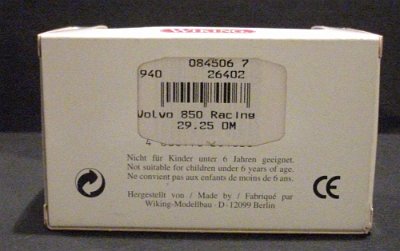 WIKING
084506 7
940 26402
Volvo 850 Racing
29.25 DM
Nicht für Kinder unter 6 Jahren geeignet.
Not suitable for children under 6 years of age.
Ne convient pas aux enfants de moins de 6 ans.
CE
Hergestellt von / Made by / Fabriqué par
Wiking-Modellbau · D - 12099 Berlin